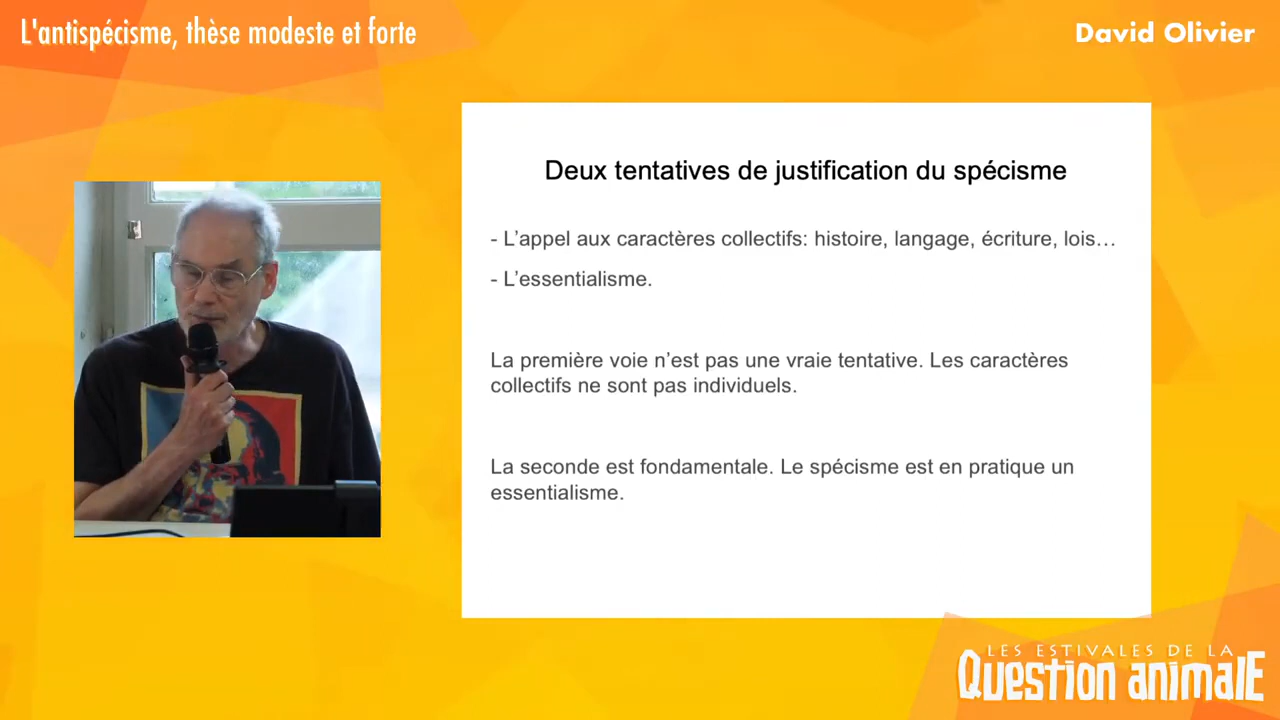 L'antispécisme, thèse modeste et forte
David Olivier
Deux tentatives de justification du spécisme
- L’appel aux caractères collectifs: histoire, langage, écriture, lois…
- L’essentialisme.
La première voie n’est pas une vraie tentative. Les caractères
collectifs ne sont pas individuels.
La seconde est fondamentale. Le spécisme est en pratique un
essentialisme.
LES ESTIVALES DE LA
QUESTION ANIMALE